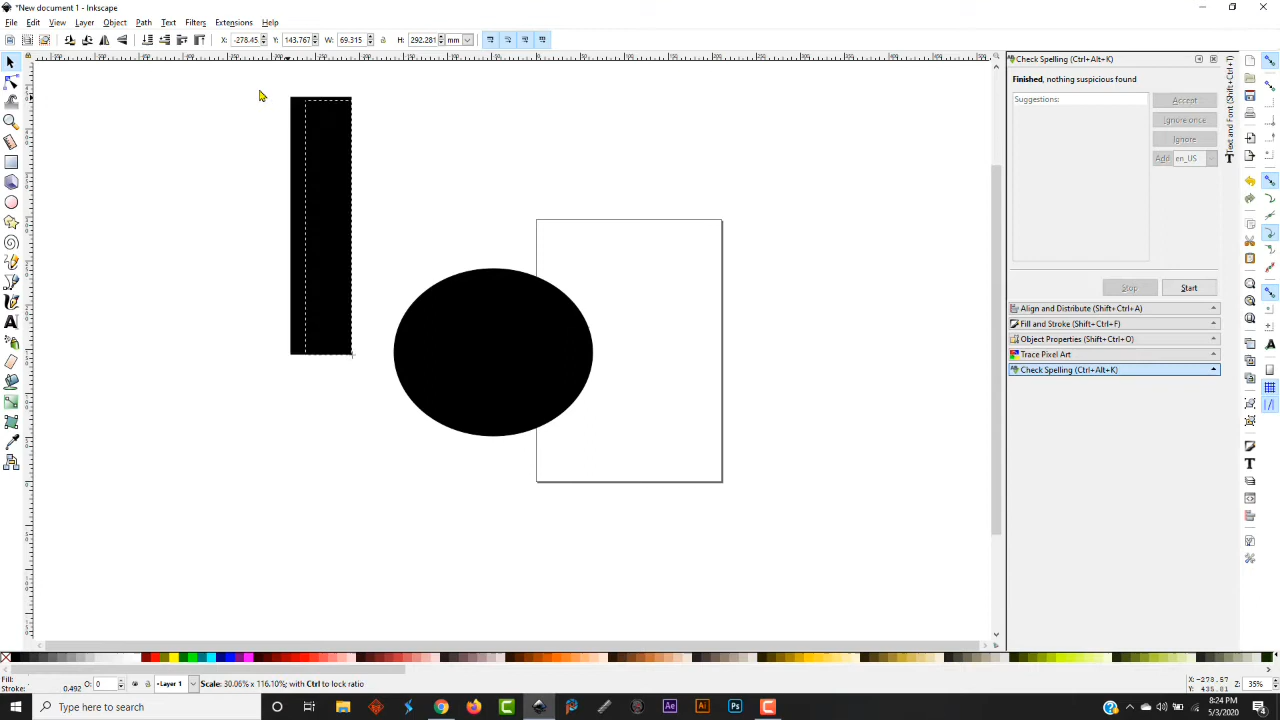 *New document 1 - Inkscape
File Edit View Layer Object Path Text Filters Extensions Help
X: -278.45 Y: 143.767 W: 69.315 H: 292.281 mm
Check Spelling (Ctrl+Alt+K)
Finished, nothing suspicious found
Suggestions:
Accept
Ignore once
Ignore
Add en_US
Stop Start
Text and Font (Shift+Ctrl+F)
Align and Distribute (Shift+Ctrl+A)
Fill and Stroke (Shift+Ctrl+F)
Object Properties (Shift+Ctrl+O)
Trace Pixel Art
Check Spelling (Ctrl+Alt+K)
Fill:
Stroke: 0.492 O: 0 Layer 1 Scale: 30.06% x 116.10%; with Ctrl to lock ratio
X: -278.57
Y: 435.81
Z: 35%
Type here to search
8:24 PM
5/3/2020